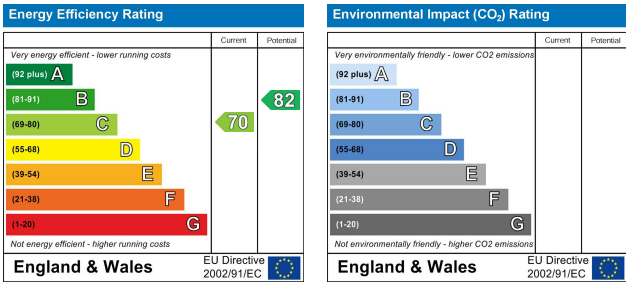 Energy Efficiency Rating
Current Potential
Very energy efficient - lower running costs
(92 plus) A
(81-91) B
82
(69-80) C
70
(55-68) D
(39-54) E
(21-38) F
(1-20) G
Not energy efficient - higher running costs
England & Wales
EU Directive
2002/91/EC
Environmental Impact (CO2) Rating
Current Potential
Very environmentally friendly - lower CO2 emissions
(92 plus) A
(81-91) B
(69-80) C
(55-68) D
(39-54) E
(21-38) F
(1-20) G
Not environmentally friendly - higher CO2 emissions
England & Wales
EU Directive
2002/91/EC